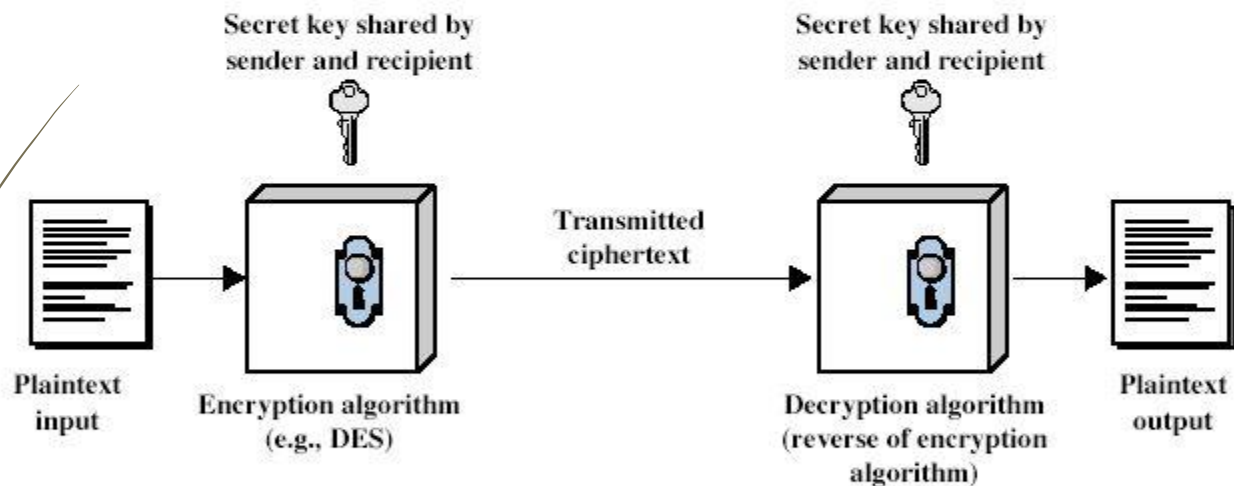 Secret key shared by
sender and recipient
Secret key shared by
sender and recipient
Transmitted
ciphertext
Plaintext
input
Encryption algorithm
(e.g., DES)
Decryption algorithm
(reverse of encryption
algorithm)
Plaintext
output